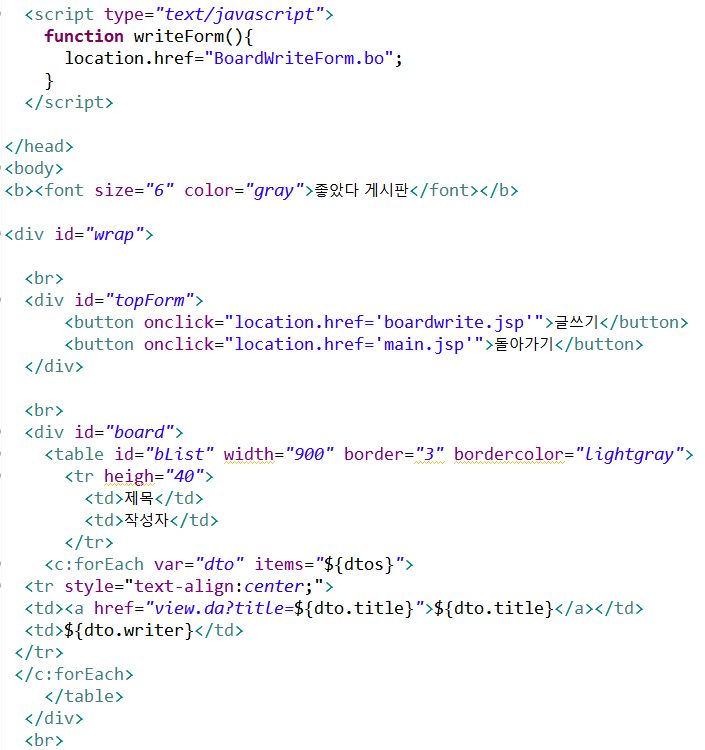 <script type="text/javascript">
function writeForm(){
location.href="BoardWriteForm.bo";
}
</script>
</head>
<body>
<b><font size="6" color="gray">좋았다 게시판</font></b>
<div id="wrap">
<br>
<div id="topForm">
<button onclick="location.href='boardwrite.jsp'">글쓰기</button>
<button onclick="location.href='main.jsp'">돌아가기</button>
</div>
<br>
<div id="board">
<table id="bList" width="900" border="3" bordercolor="lightgray">
<tr heigh="40">
<td>제목</td>
<td>작성자</td>
</tr>
<c:forEach var="dto" items="${dtos}">
<tr style="text-align:center;">
<td><a href="view.da?title=${dto.title}">${dto.title}</a></td>
<td>${dto.writer}</td>
</tr>
</c:forEach>
</table>
</div>
<br>